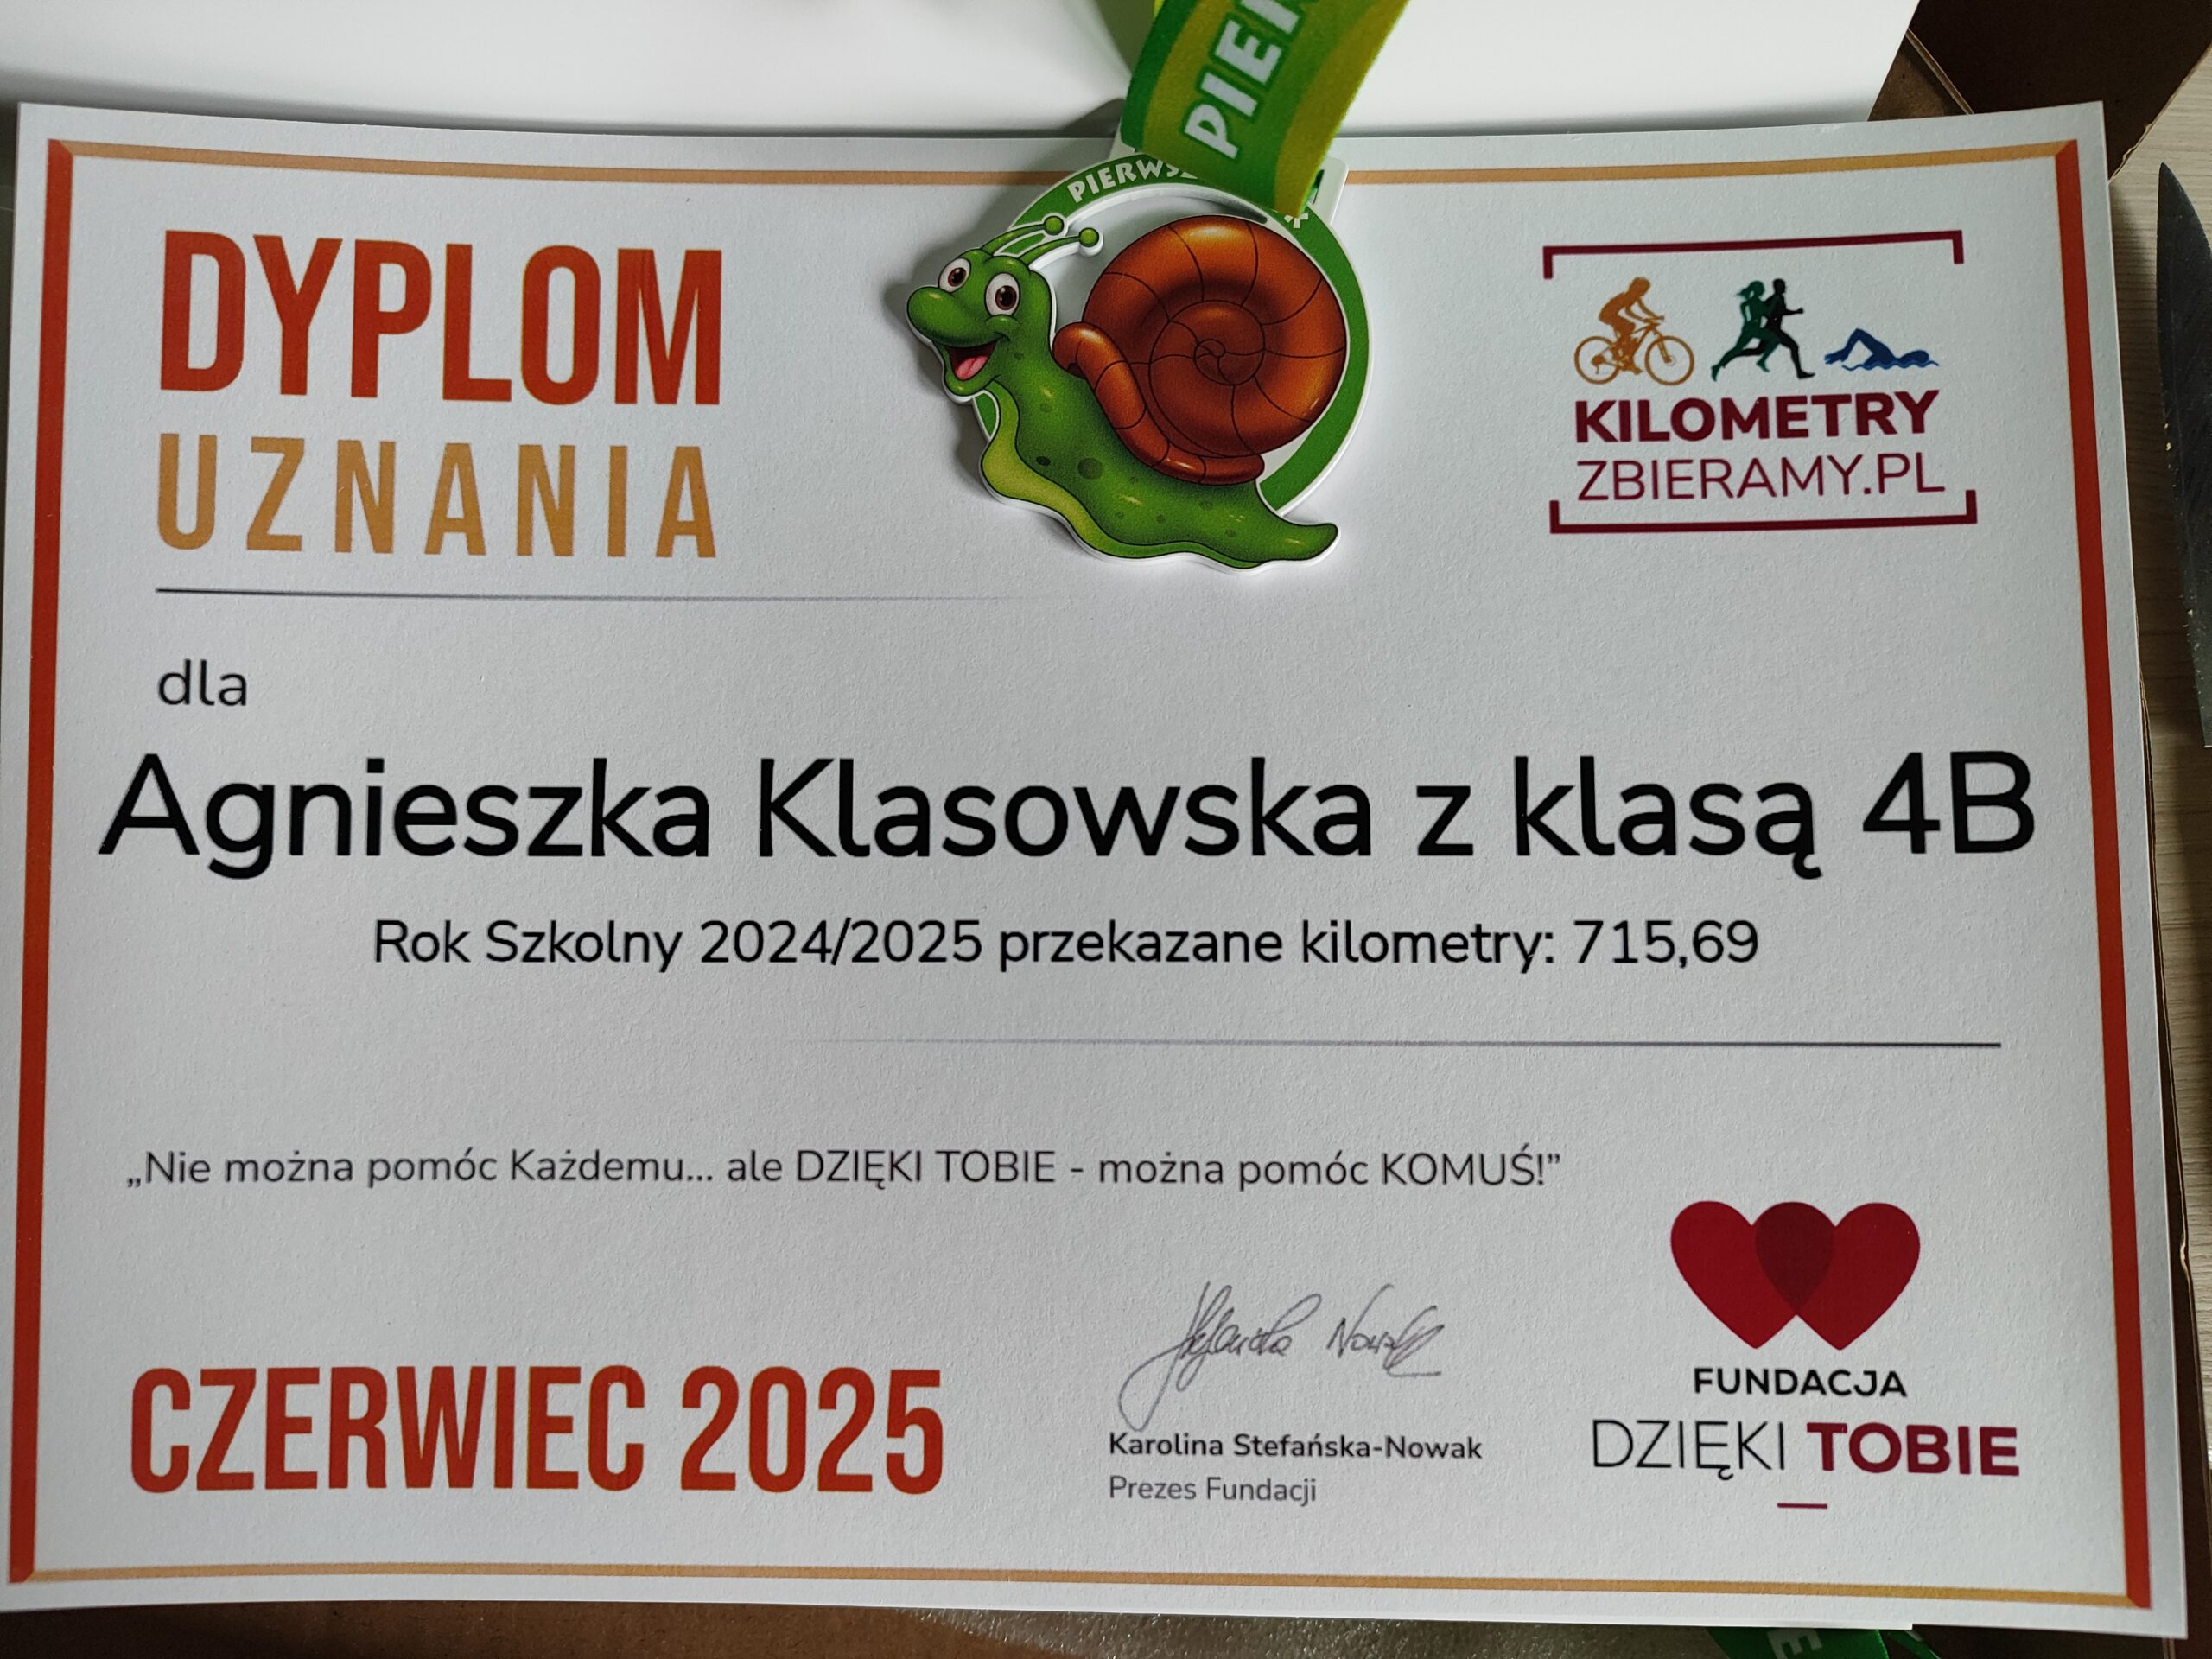 DYPLOM
UZNANIA
KILOMETRY
ZBIERAMY.PL
dla
Agnieszka Klasowska z klasą 4B
Rok Szkolny 2024/2025 przekazane kilometry: 715,69
„Nie można pomóc Każdemu... ale DZIĘKI TOBIE - można pomóc KOMUŚ!”
CZERWIEC 2025
Karolina Stefańska-Nowak
Prezes Fundacji
FUNDACJA
DZIĘKI TOBIE